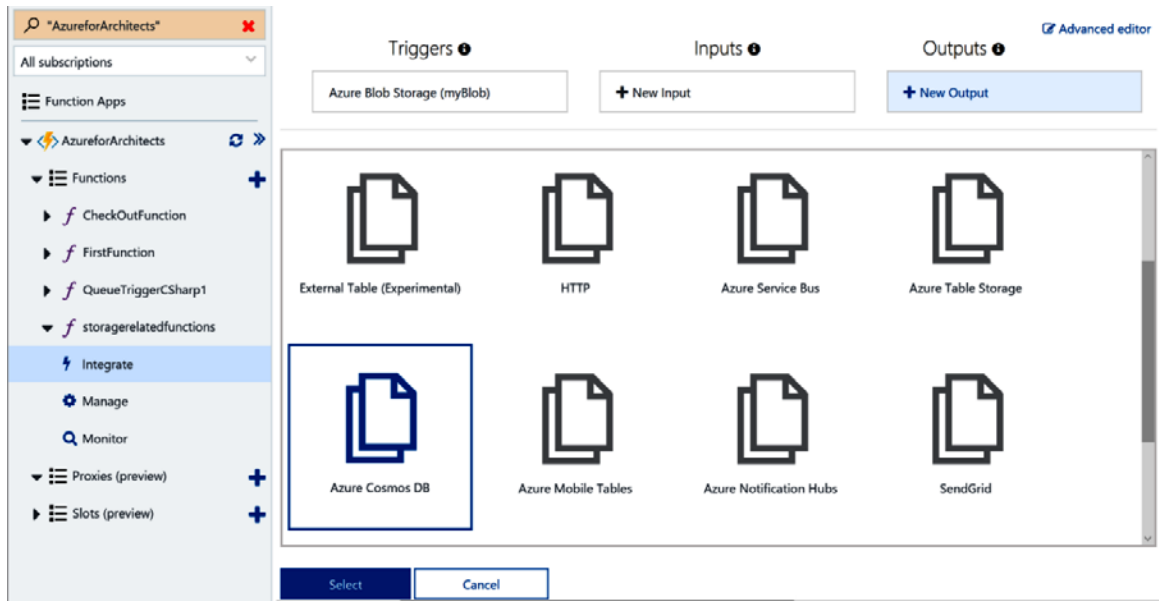 "AzureforArchitects"
All subscriptions
Function Apps
AzureforArchitects
Functions
CheckOutFunction
FirstFunction
QueueTriggerCSharp1
storagerelatedfunctions
Integrate
Manage
Monitor
Proxies (preview)
Slots (preview)
Advanced editor
Triggers
Inputs
Outputs
Azure Blob Storage (myBlob)
New Input
New Output
External Table (Experimental)
HTTP
Azure Service Bus
Azure Table Storage
Azure Cosmos DB
Azure Mobile Tables
Azure Notification Hubs
SendGrid
Select
Cancel